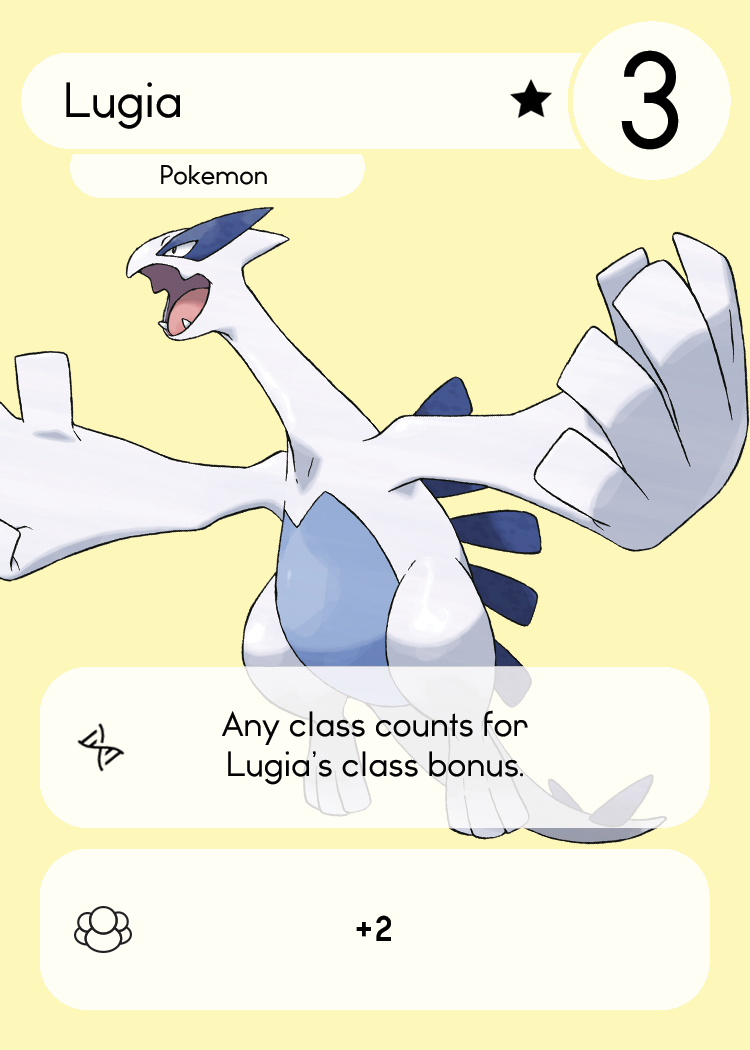 Lugia
3
Pokemon
Any class counts for
Lugia's class bonus.
+2